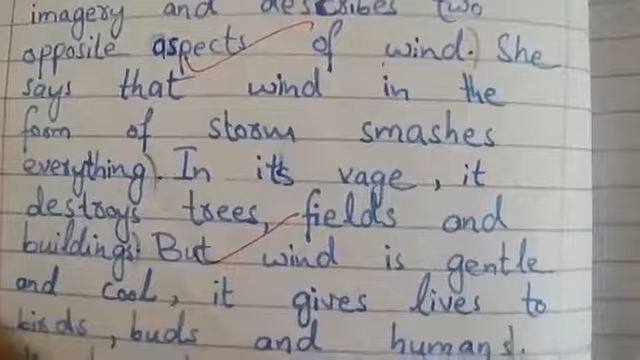 imagery and describes two
opposite aspects of wind.) She
says that wind in the
form of storm smashes
everything). In its rage, it
destroys trees, fields and
buildings) But wind is gentle
and cool, it gives lives to
birds, buds and humans).